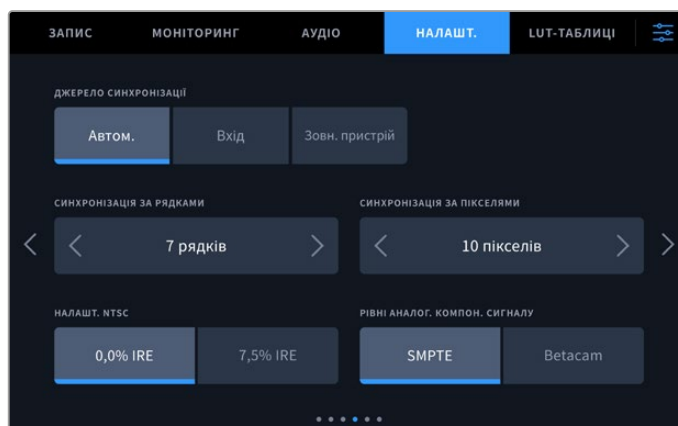 ЗАПИС МОНІТОРИНГ АУДІО НАЛАШТ. LUT-ТАБЛИЦІ
ДЖЕРЕЛО СИНХРОНІЗАЦІЇ
Автом. Вхід Зовн. пристрій
СИНХРОНІЗАЦІЯ ЗА РЯДКАМИ СИНХРОНІЗАЦІЯ ЗА ПІКСЕЛЯМИ
7 рядків 10 пікселів
НАЛАШТ. NTSC РІВНІ АНАЛОГ. КОМПОН. СИГНАЛУ
0,0% IRE 7,5% IRE SMPTE Betacam